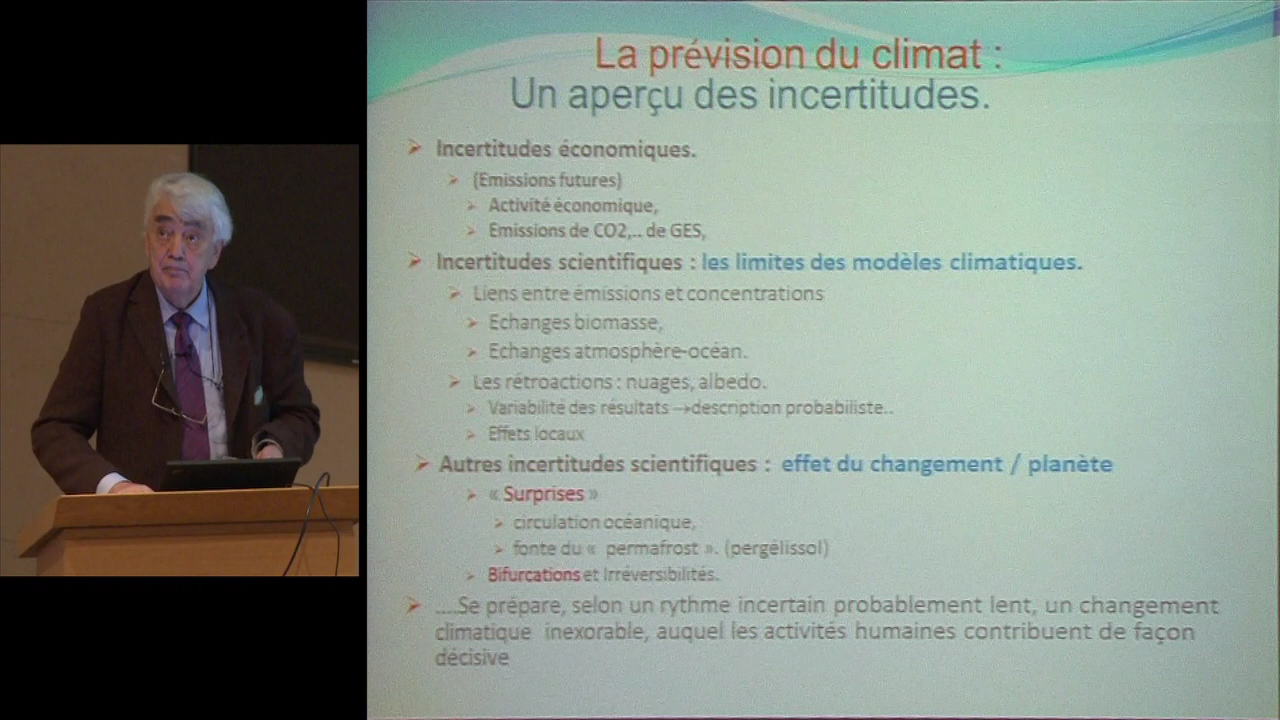 La prévision du climat :
Un aperçu des incertitudes.
Incertitudes économiques.
(Emissions futures)
Activité économique,
Emissions de CO2,.. de GES,
Incertitudes scientifiques : les limites des modèles climatiques.
Liens entre émissions et concentrations
Echanges biomasse,
Echanges atmosphère-océan.
Les rétroactions : nuages, albedo.
Variabilité des résultats →description probabiliste..
Effets locaux
Autres incertitudes scientifiques : effet du changement / planète
« Surprises »
circulation océanique,
fonte du « permafrost ». (pergélissol)
Bifurcations et Irréversibilités.
....Se prépare, selon un rythme incertain probablement lent, un changement
climatique inexorable, auquel les activités humaines contribuent de façon
décisive